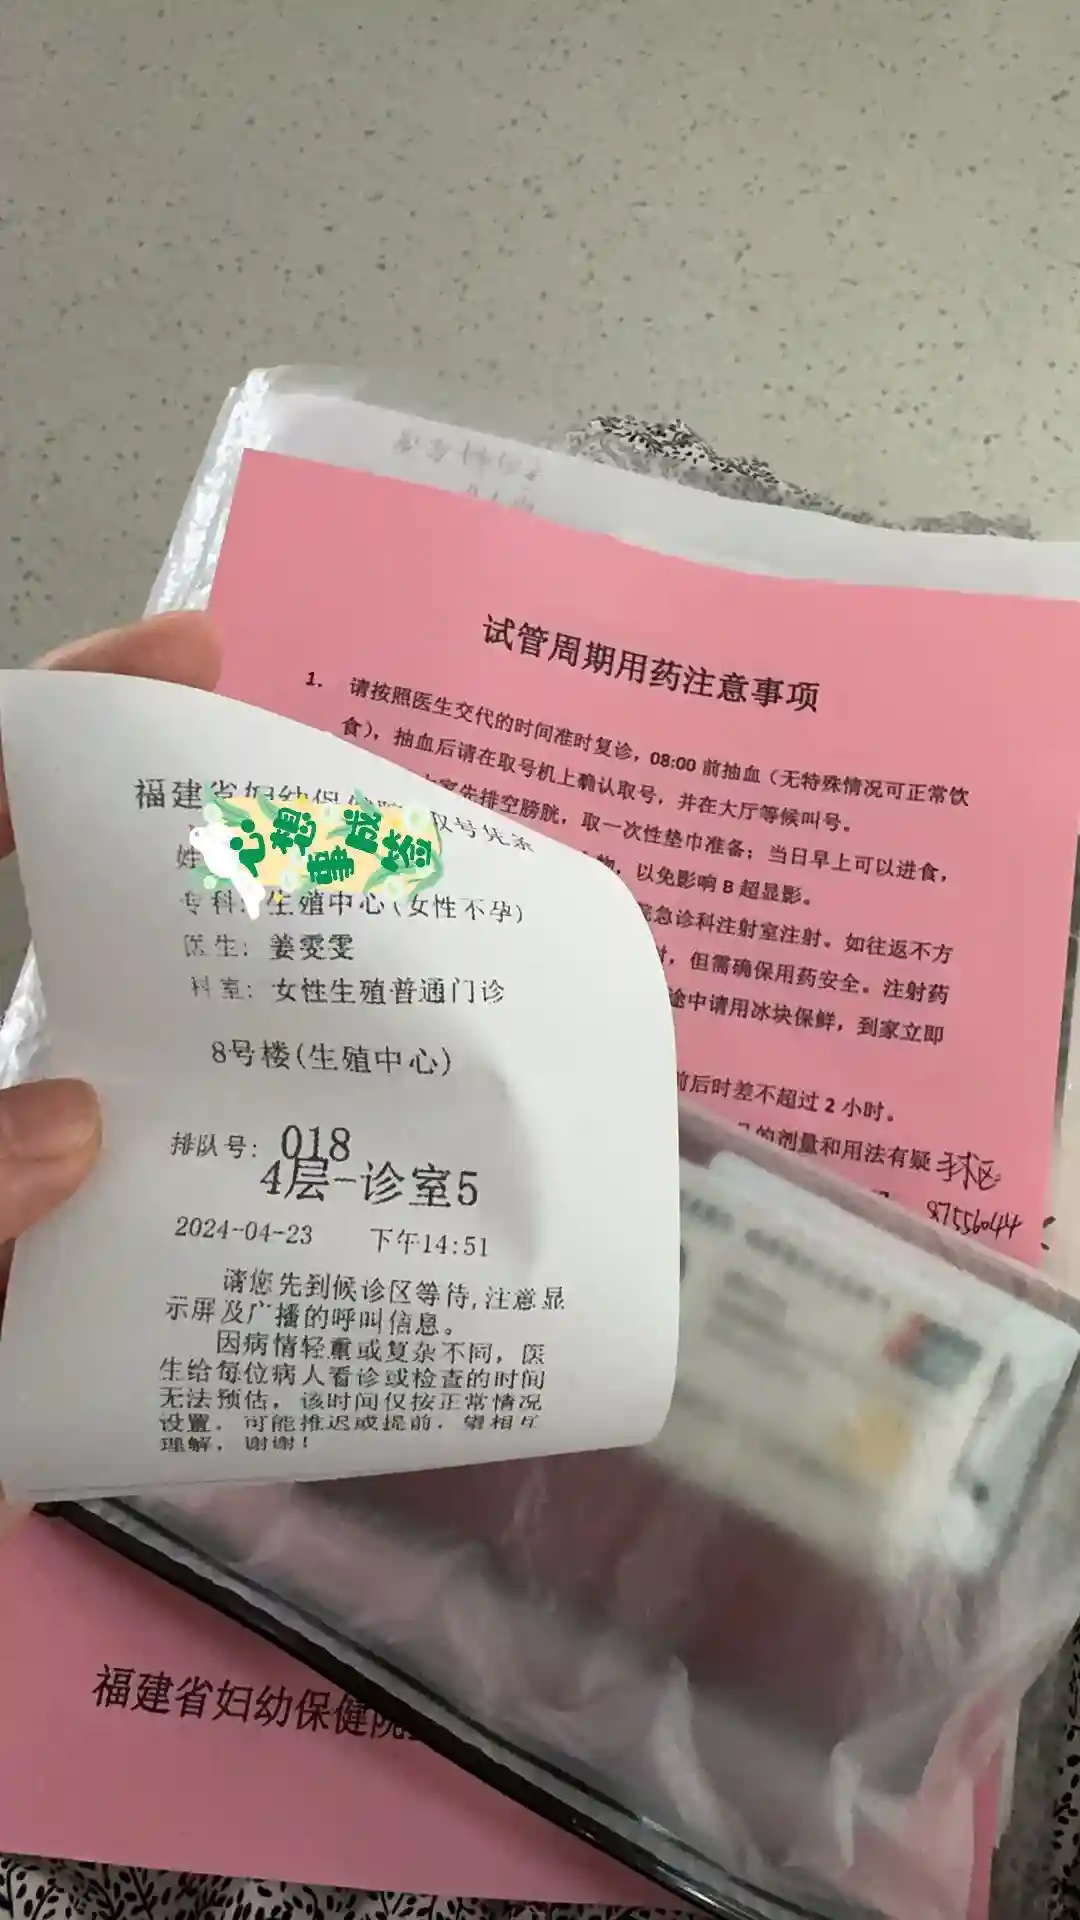 试管周期用药注意事项
1. 请按照医生交代的时间准时复诊，08:00前抽血（无特殊情况可正常饮
食），抽血后请在取号机上确认取号，并在大厅等候叫号。
先排空膀胱，取一次性垫巾准备；当日早上可以进食，
物，以免影响B超显影。
院急诊科注射室注射。如往返不方
时，但需确保用药安全。注射药
途中请用冰块保鲜，到家立即
前后时差不超过2小时。
的剂量和用法有疑
87556044
福建省妇幼保健院
取号凭条
心想事成
签
姓
专科：生殖中心(女性不孕)
医生：姜雯雯
科室：女性生殖普通门诊
8号楼(生殖中心)
排队号：018
4层-诊室5
2024-04-23 下午14:51
请您先到候诊区等待,注意显
示屏及广播的呼叫信息。
因病情轻重或复杂不同，医
生给每位病人看诊或检查的时间
无法预估，该时间仅按正常情况
设置，可能推迟或提前，望相互
理解，谢谢！
福建省妇幼保健院